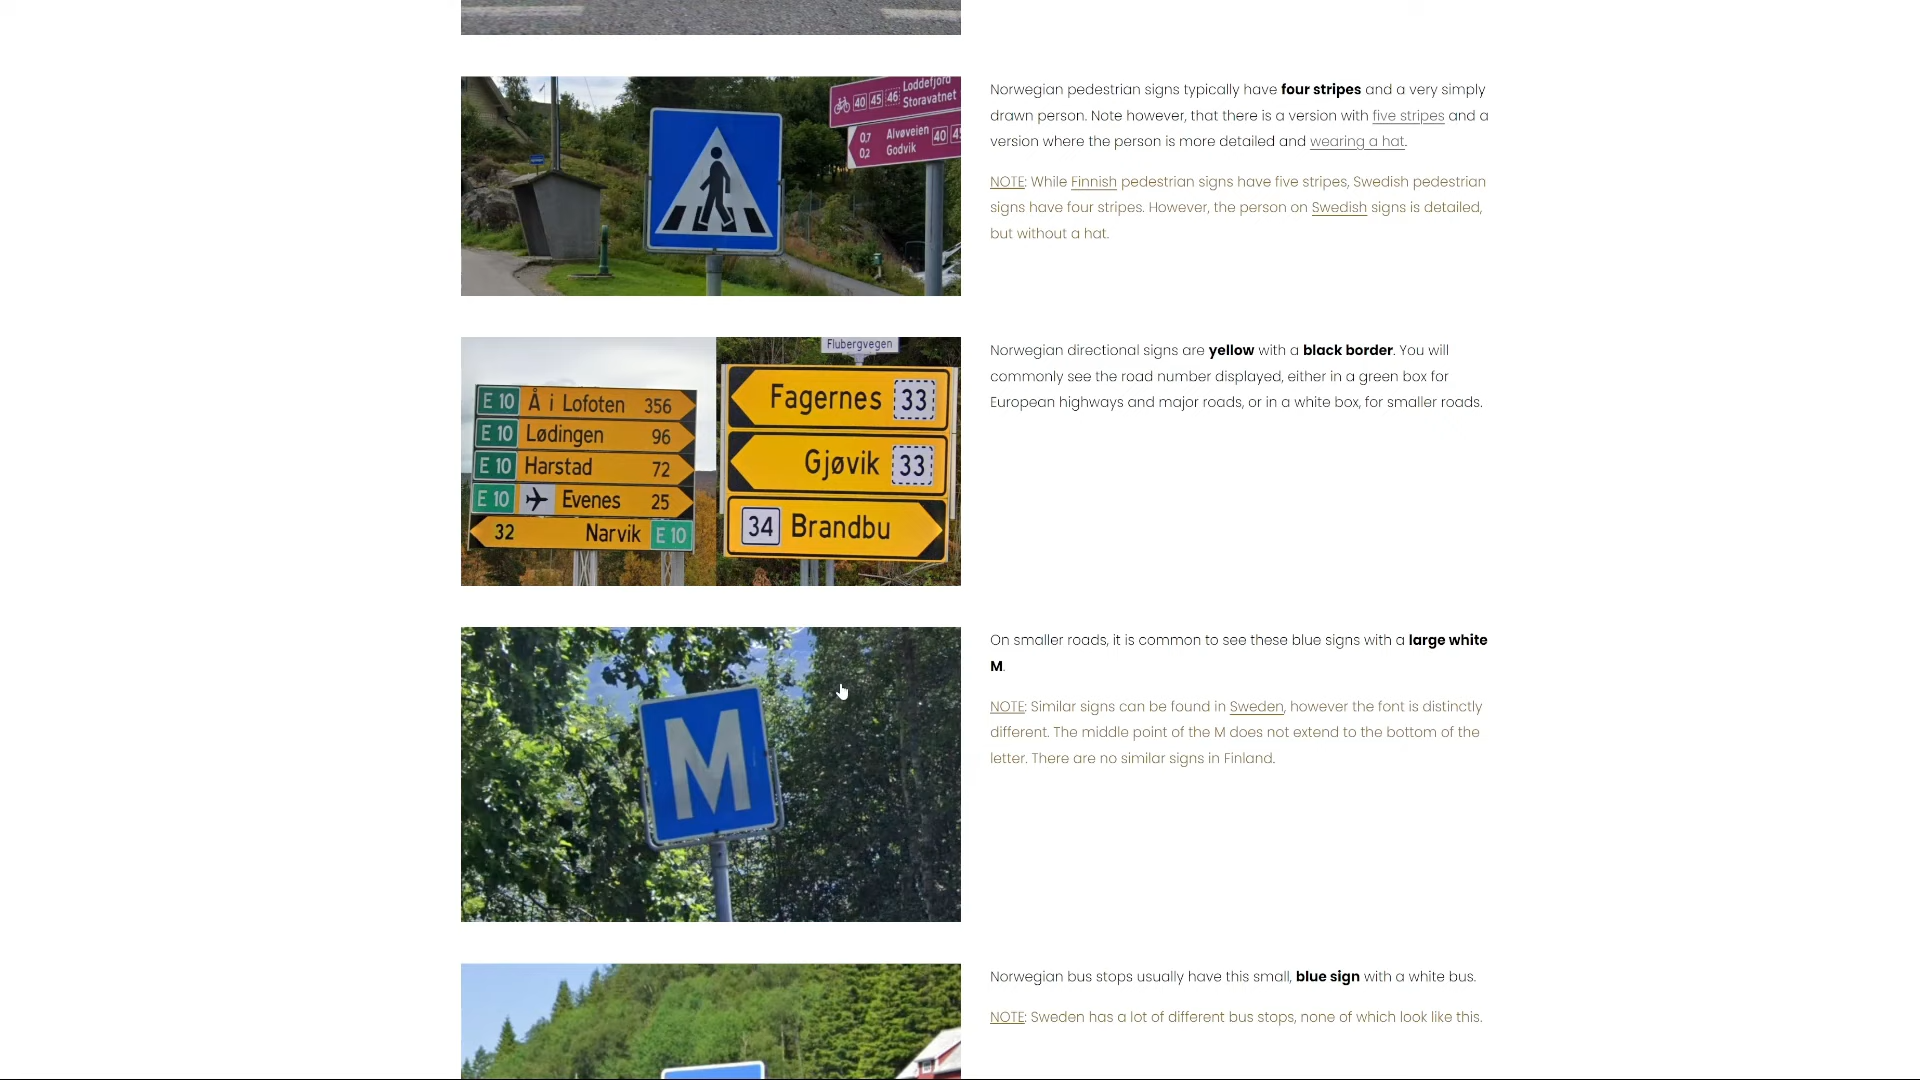 Loddefjord
40 45 46 Storavatnet
0,7 Alvøveien 40 45
0,2 Godvik
Norwegian pedestrian signs typically have four stripes and a very simply
drawn person. Note however, that there is a version with five stripes and a
version where the person is more detailed and wearing a hat.
NOTE: While Finnish pedestrian signs have five stripes, Swedish pedestrian
signs have four stripes. However, the person on Swedish signs is detailed,
but without a hat.
E 10 Å i Lofoten 356
E 10 Lødingen 96
E 10 Harstad 72
E 10 Evenes 25
32 Narvik E 10
Flubergvegen
Fagernes 33
Gjøvik 33
34 Brandbu
Norwegian directional signs are yellow with a black border. You will
commonly see the road number displayed, either in a green box for
European highways and major roads, or in a white box, for smaller roads.
M
On smaller roads, it is common to see these blue signs with a large white
M.
NOTE: Similar signs can be found in Sweden, however the font is distinctly
different. The middle point of the M does not extend to the bottom of the
letter. There are no similar signs in Finland.
Norwegian bus stops usually have this small, blue sign with a white bus.
NOTE: Sweden has a lot of different bus stops, none of which look like this.